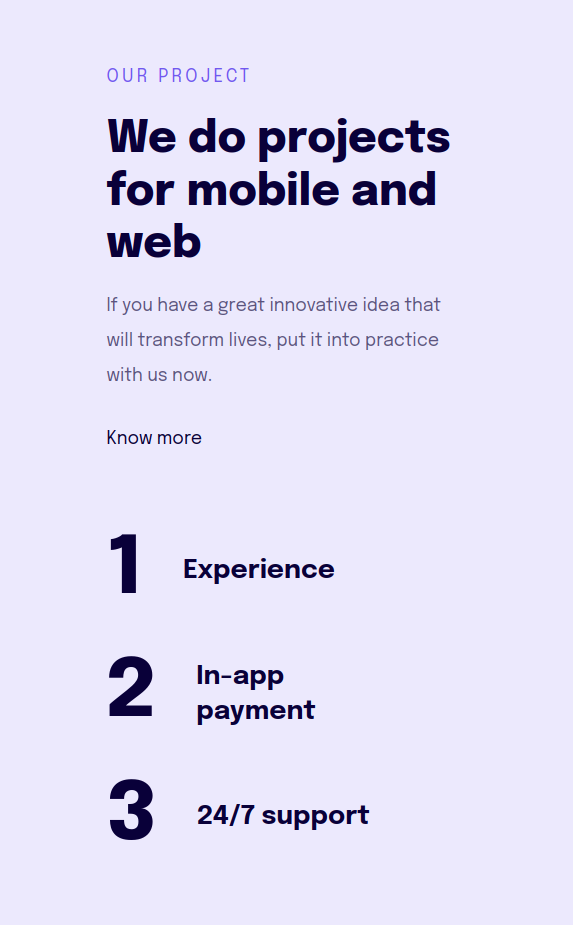 OUR PROJECT
We do projects
for mobile and
web
If you have a great innovative idea that
will transform lives, put it into practice
with us now.
Know more
1 Experience
2 In-app
payment
3 24/7 support